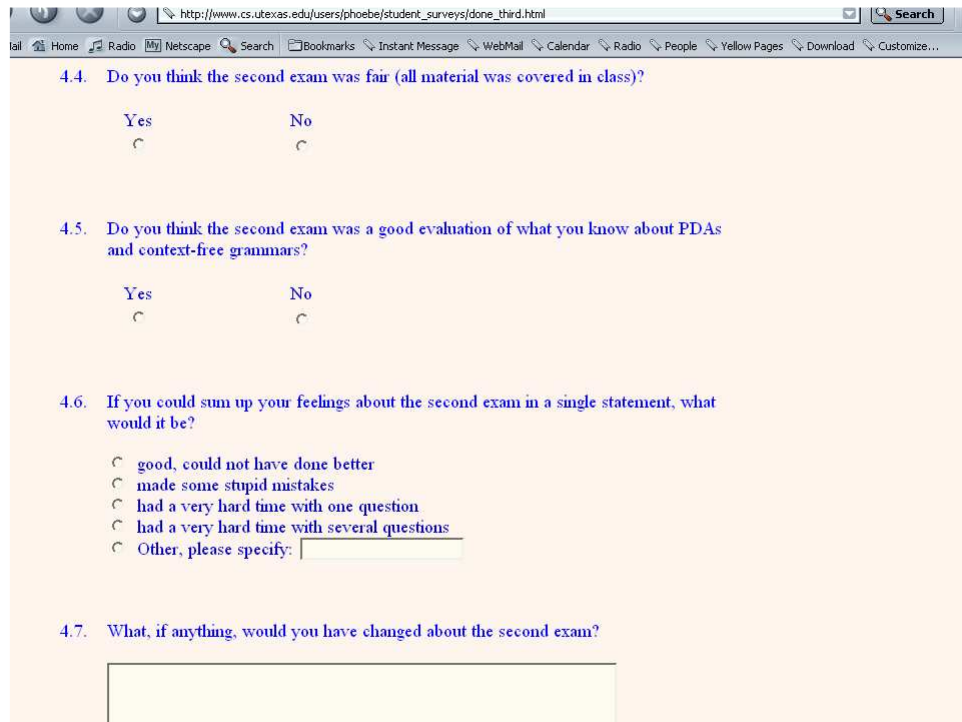 http://www.cs.utexas.edu/users/phoebe/student_surveys/done_third.html Search
ail Home Radio My Netscape Search Bookmarks Instant Message WebMail Calendar Radio People Yellow Pages Download Customize...
4.4. Do you think the second exam was fair (all material was covered in class)?
Yes No
4.5. Do you think the second exam was a good evaluation of what you know about PDAs
and context-free grammars?
Yes No
4.6. If you could sum up your feelings about the second exam in a single statement, what
would it be?
good, could not have done better
made some stupid mistakes
had a very hard time with one question
had a very hard time with several questions
Other, please specify:
4.7. What, if anything, would you have changed about the second exam?